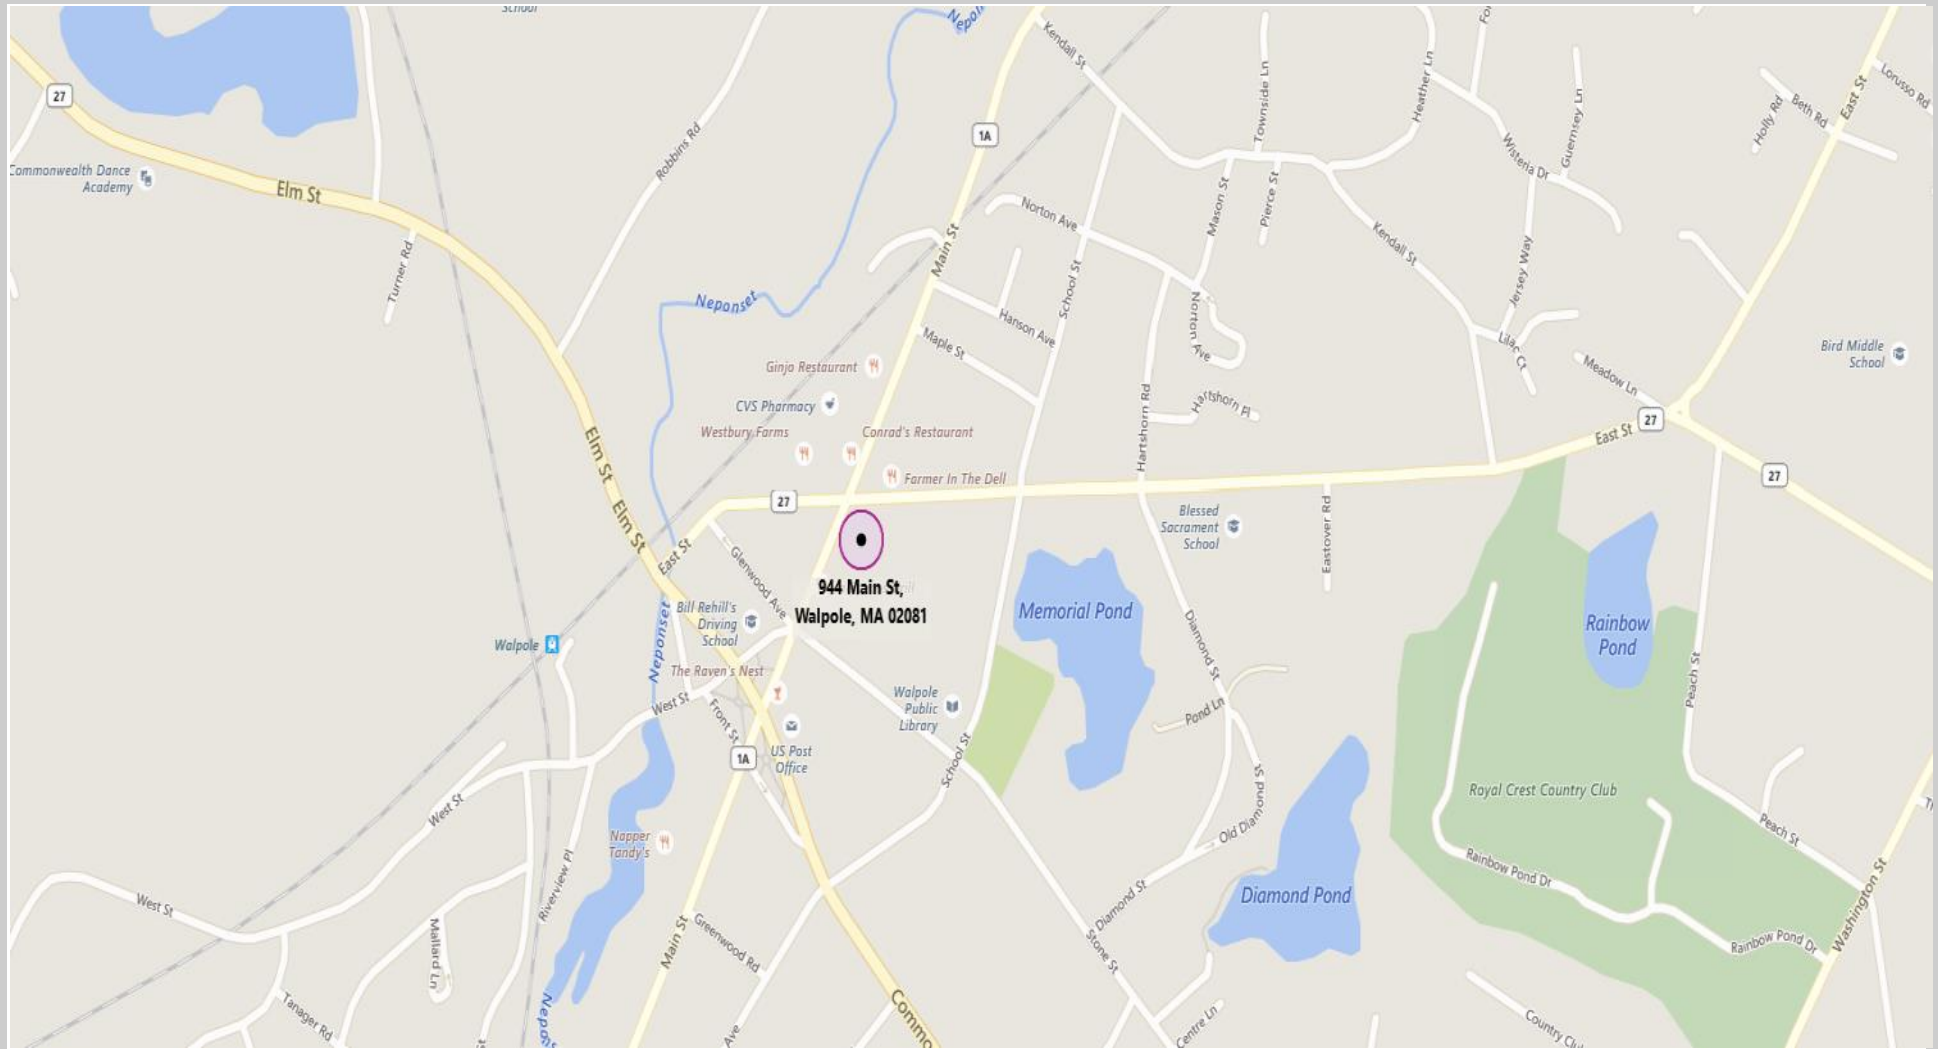 School
Nepon
Kendall St
27
1A
Robbins Rd
Townside Ln
Heather Ln
Guernsey Ln
East St
Lorusso Rd
Beth Rd
Holly Rd
Commonwealth Dance
Academy
Elm St
Wisteria Dr
Mason St
Pierce St
Norton Ave
Main St
Kendall St
Turner Rd
School St
Jersey Way
Neponset
Hanson Ave
Norton Ave
Maple St
Lilac Ct
Bird Middle
School
Ginjo Restaurant
Meadow Ln
CVS Pharmacy
Hartshorn Pl
Hartshorn Rd
Westbury Farms
Conrad's Restaurant
27
East St
Elm St
Farmer In The Dell
27
27
Elm St
Blessed
Sacrament
School
Eastover Rd
East St
Glenwood Ave
944 Main St,
Walpole, MA 02081
Bill Rehill's
Driving
School
Memorial Pond
Rainbow
Pond
Neponset
Diamond St
Walpole
The Raven's Nest
Peach St
West St
Walpole
Public
Library
Pond Ln
Front St
1A
US Post
Office
School St
Old Diamond St
Royal Crest Country Club
West St
Napper
Tandy's
Peach St
Rainbow Pond Dr
Riverview Pl
Diamond Pond
Diamond St
West St
Washington St
Mallard Ln
Main St
Greenwood Rd
Stone St
Rainbow Pond Dr
Tanager Rd
Nepons
Ave
Commo
Centre Ln
Country Clu